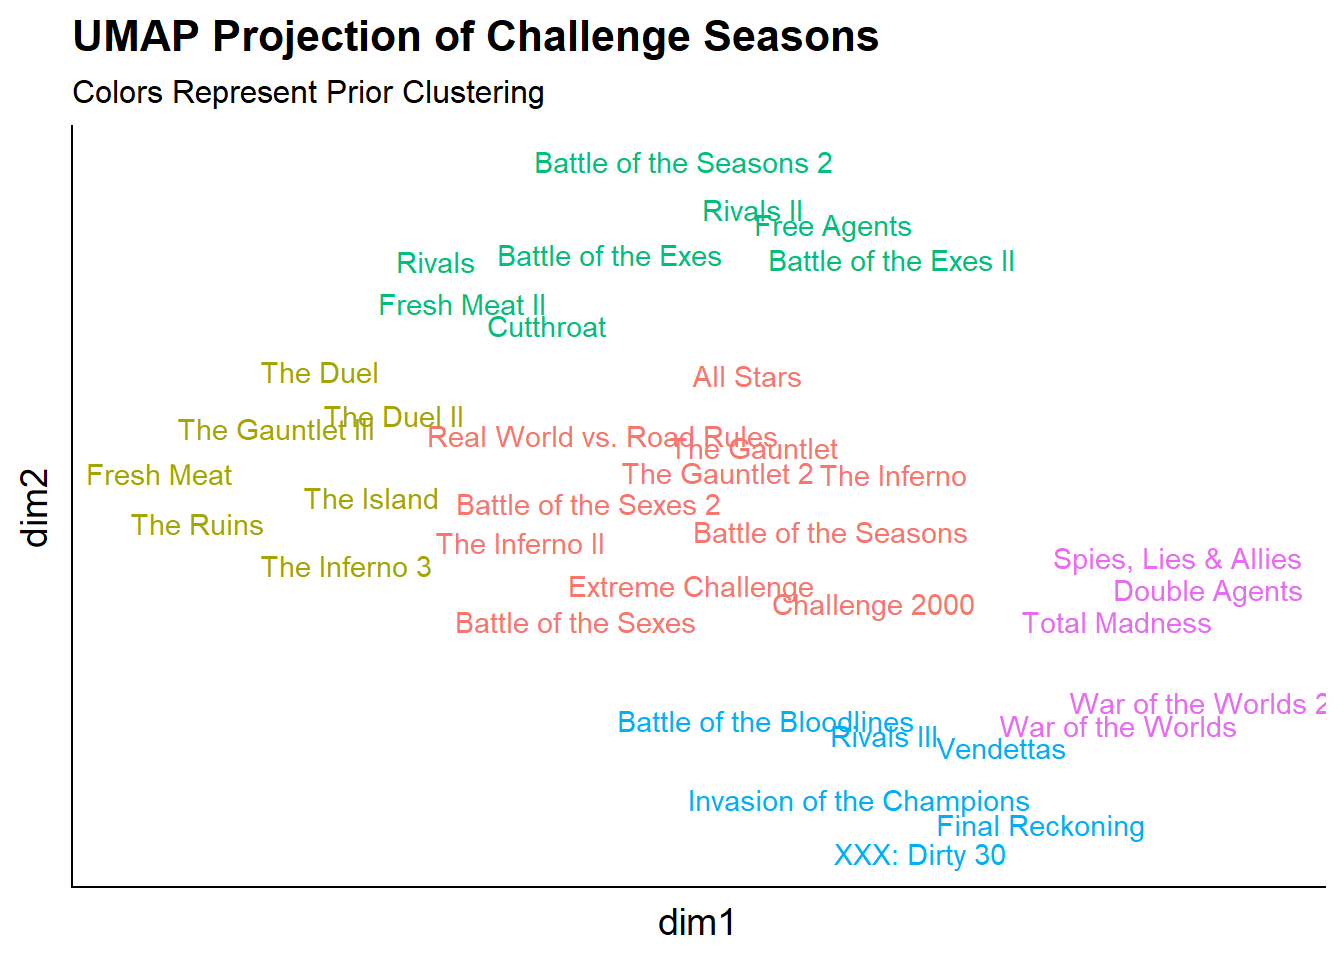 UMAP Projection of Challenge Seasons
Colors Represent Prior Clustering
Battle of the Seasons 2
Rivals II
Free Agents
Battle of the Exes
Rivals
Battle of the Exes II
Fresh Meat II
Cutthroat
The Duel
All Stars
The Duel II
The Gauntlet III
Real World vs. Road Rules
The Gauntlet
Fresh Meat
The Gauntlet 2
The Inferno
The Island
Battle of the Sexes 2
The Ruins
Battle of the Seasons
The Inferno II
Spies, Lies & Allies
The Inferno 3
Extreme Challenge
Double Agents
Challenge 2000
Battle of the Sexes
Total Madness
War of the Worlds 2
Battle of the Bloodlines
War of the Worlds
Rivals III
Vendettas
Invasion of the Champions
Final Reckoning
XXX: Dirty 30
dim2
dim1